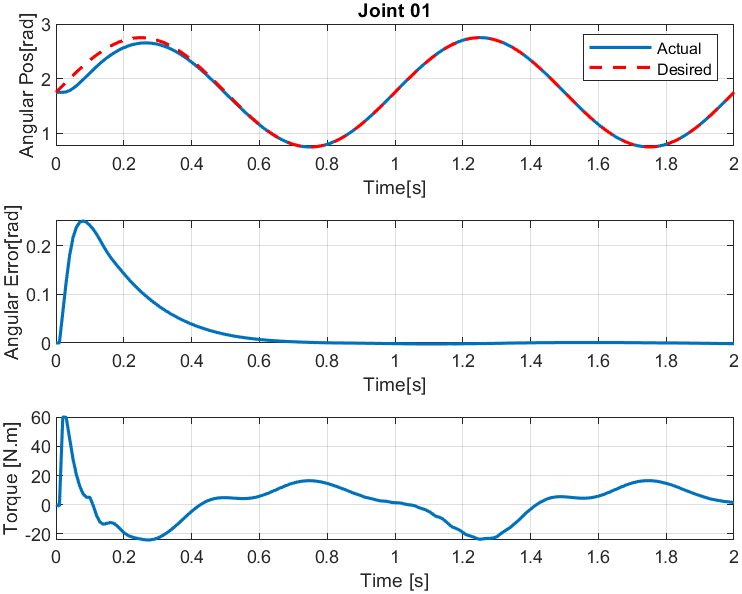 Joint 01
Angular Pos[rad]
3
2
1
Actual
Desired
0 0.2 0.4 0.6 0.8 1 1.2 1.4 1.6 1.8 2
Time[s]
Angular Error[rad]
0.2
0.1
0
0 0.2 0.4 0.6 0.8 1 1.2 1.4 1.6 1.8 2
Time[s]
Torque [N.m]
60
40
20
0
-20
0 0.2 0.4 0.6 0.8 1 1.2 1.4 1.6 1.8 2
Time [s]